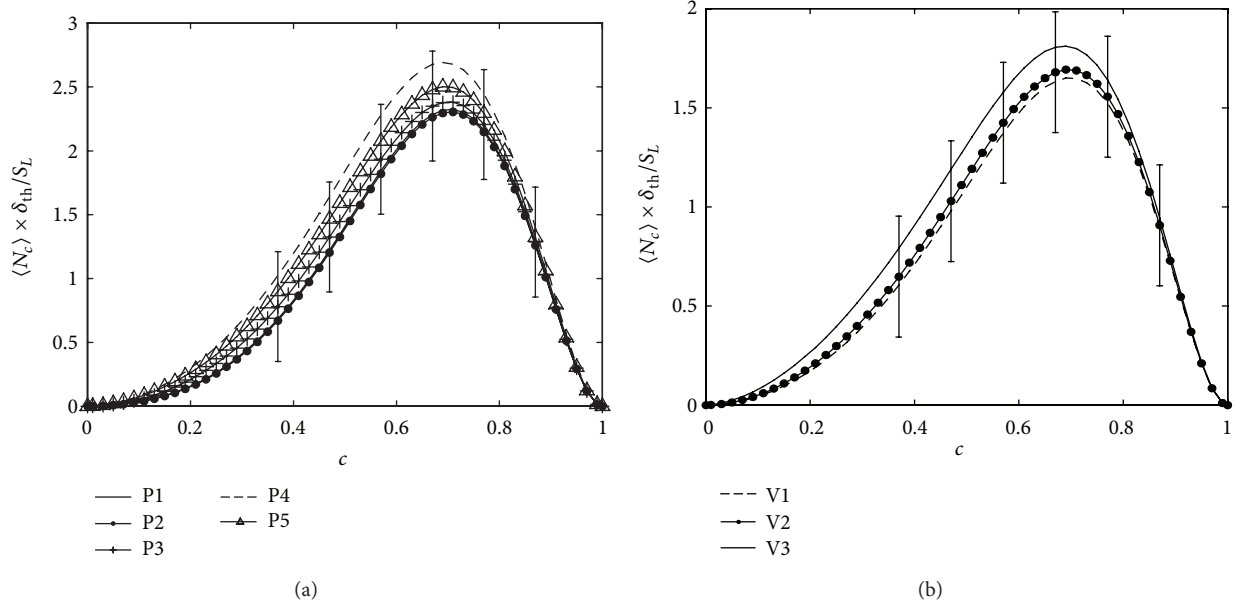 3
2.5
2
1.5
1
0.5
0
0 0.2 0.4 0.6 0.8 1
c
⟨N_c⟩ × δ_th/S_L
P1 P4
P2 P5
P3
(a)
2
1.5
1
0.5
0
0 0.2 0.4 0.6 0.8 1
c
⟨N_c⟩ × δ_th/S_L
V1
V2
V3
(b)